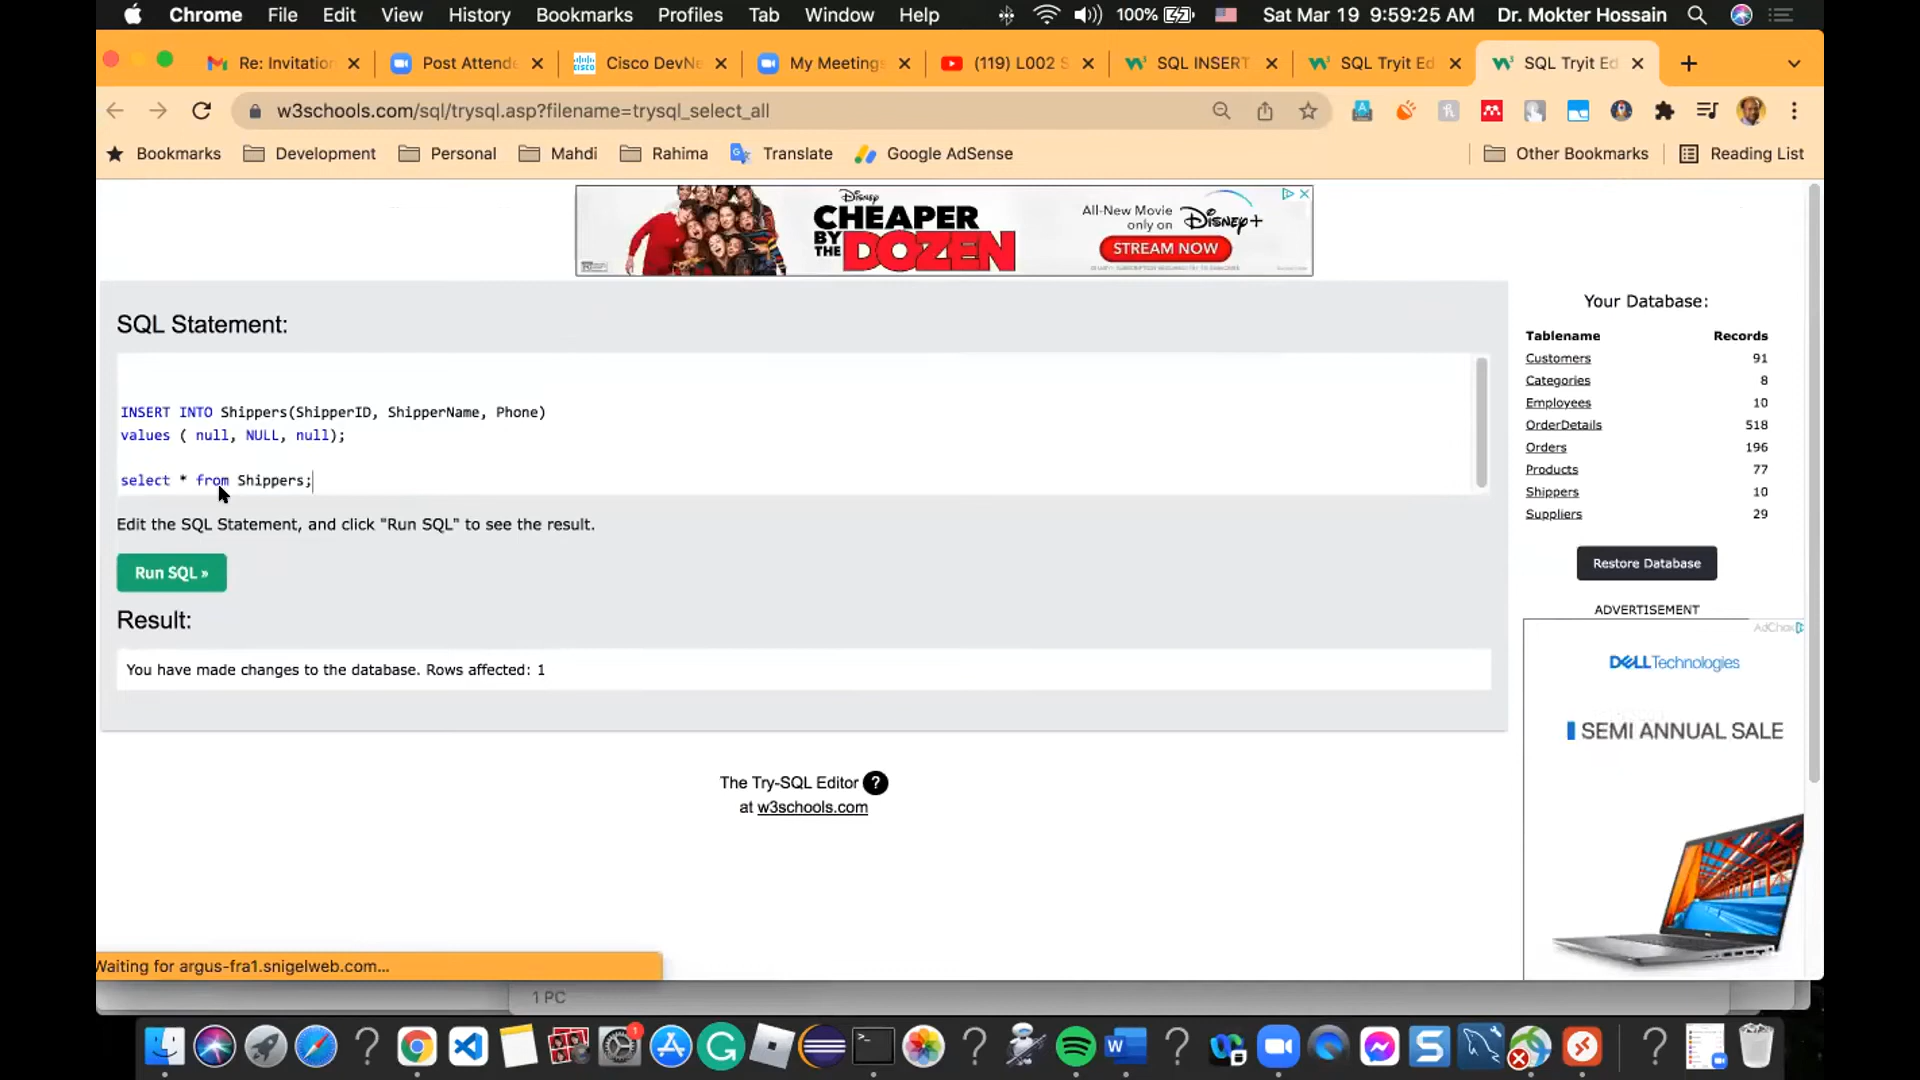 Chrome File Edit View History Bookmarks Profiles Tab Window Help 100% Sat Mar 19 9:59:25 AM Dr. Mokter Hossain
Re: Invitation Post Attende Cisco DevNe My Meetings (119) L002 S SQL INSERT SQL Tryit Ed SQL Tryit Ed
w3schools.com/sql/trysql.asp?filename=trysql_select_all
Bookmarks Development Personal Mahdi Rahima Translate Google AdSense Other Bookmarks Reading List
Disney
CHEAPER
BY
THE
DOZEN
All-New Movie
only on Disney+
STREAM NOW
SQL Statement:
INSERT INTO Shippers(ShipperID, ShipperName, Phone)
values ( null, NULL, null);
select * from Shippers;
Edit the SQL Statement, and click "Run SQL" to see the result.
Run SQL »
Result:
You have made changes to the database. Rows affected: 1
The Try-SQL Editor ?
at w3schools.com
Your Database:
Tablename Records
Customers 91
Categories 8
Employees 10
OrderDetails 518
Orders 196
Products 77
Shippers 10
Suppliers 29
Restore Database
ADVERTISEMENT
AdChoices
DELL Technologies
SEMI ANNUAL SALE
Waiting for argus-fra1.snigelweb.com...
1 PC